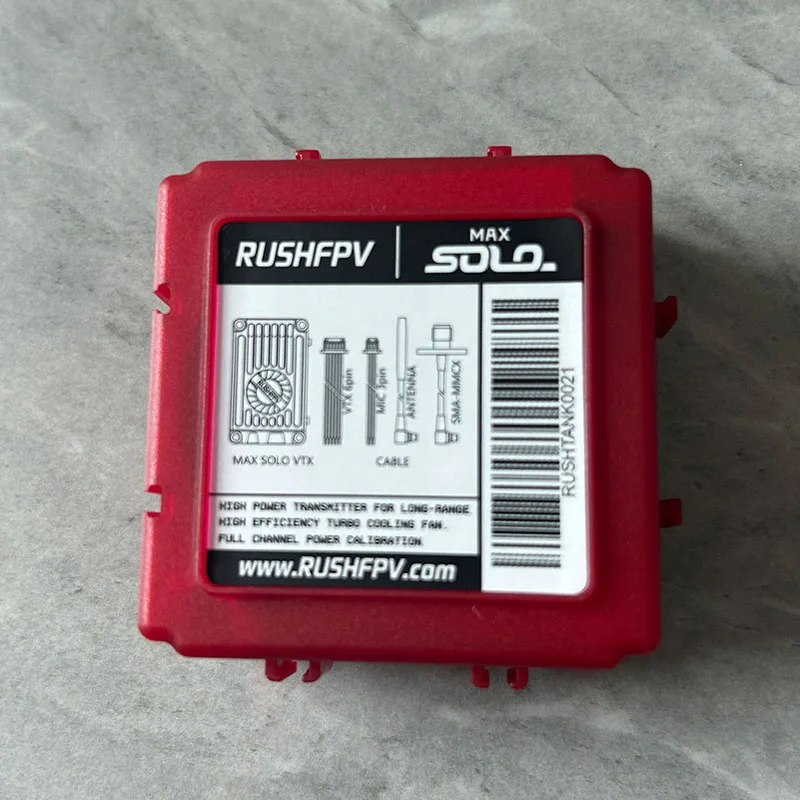 RUSHFPV
MAX
SOLO
RUSHFPV
MAX SOLO VTX
VTX 6pin
MIC 3pin
ANTENNA
SMA-MMCX
CABLE
RUSHTANK0021
HIGH POWER TRANSMITTER FOR LONG-RANGE
HIGH EFFICIENCY TURBO COOLING FAN.
FULL CHANNEL POWER CALIBRATION
www.RUSHFPV.com